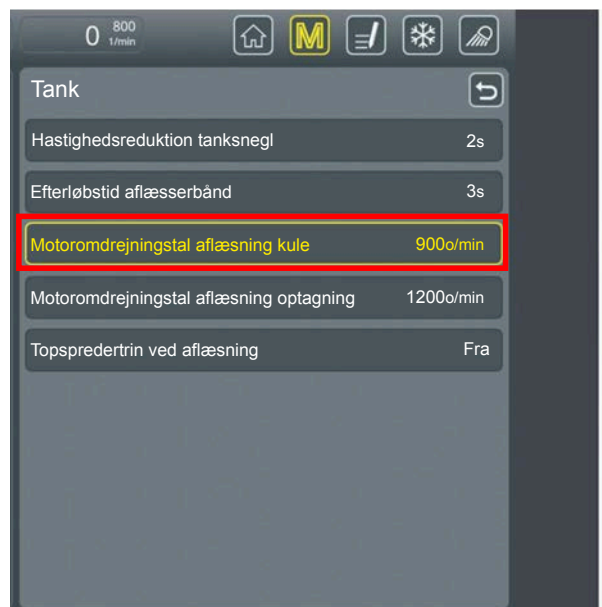 0 800
1/min
M
Tank
Hastighedsreduktion tanksnegl 2s
Efterløbstid aflæsserbånd 3s
Motoromdrejningstal aflæsning kule 900o/min
Motoromdrejningstal aflæsning optagning 1200o/min
Topspredertrin ved aflæsning Fra